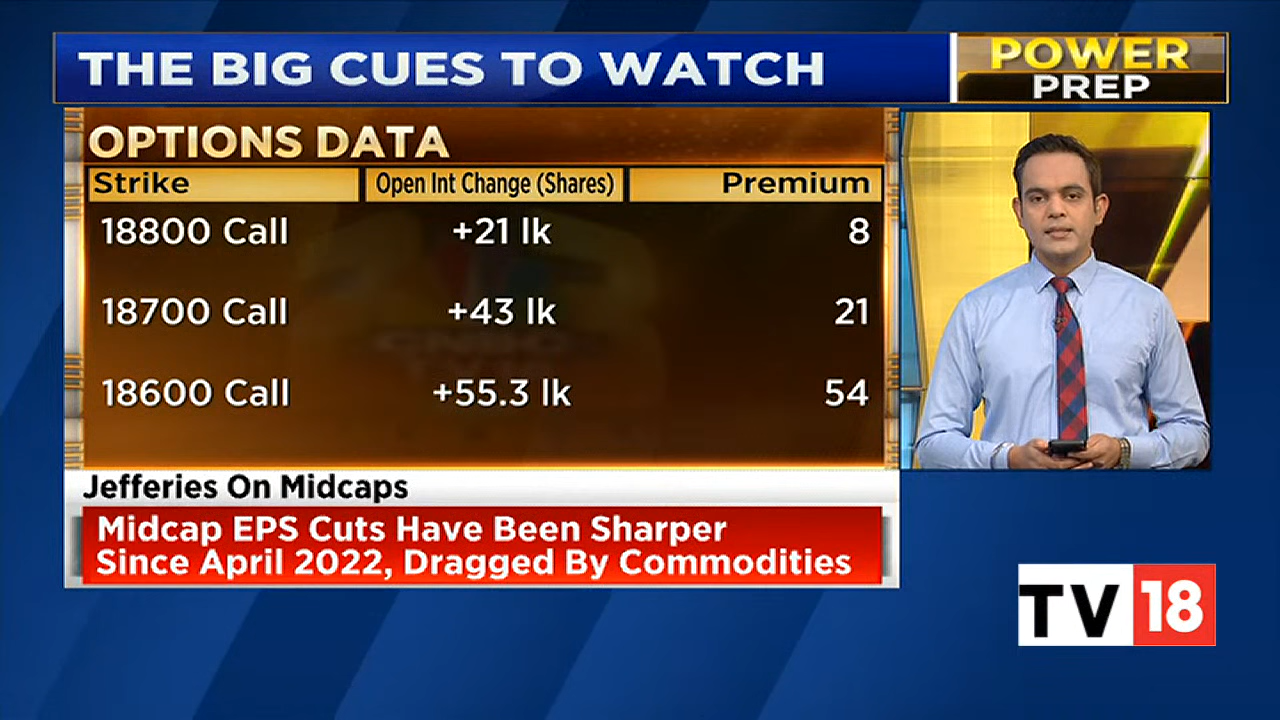 THE BIG CUES TO WATCH
POWER
PREP
OPTIONS DATA
Strike Open Int Change (Shares) Premium
18800 Call +21 lk 8
18700 Call +43 lk 21
18600 Call +55.3 lk 54
Jefferies On Midcaps
Midcap EPS Cuts Have Been Sharper
Since April 2022, Dragged By Commodities
TV18